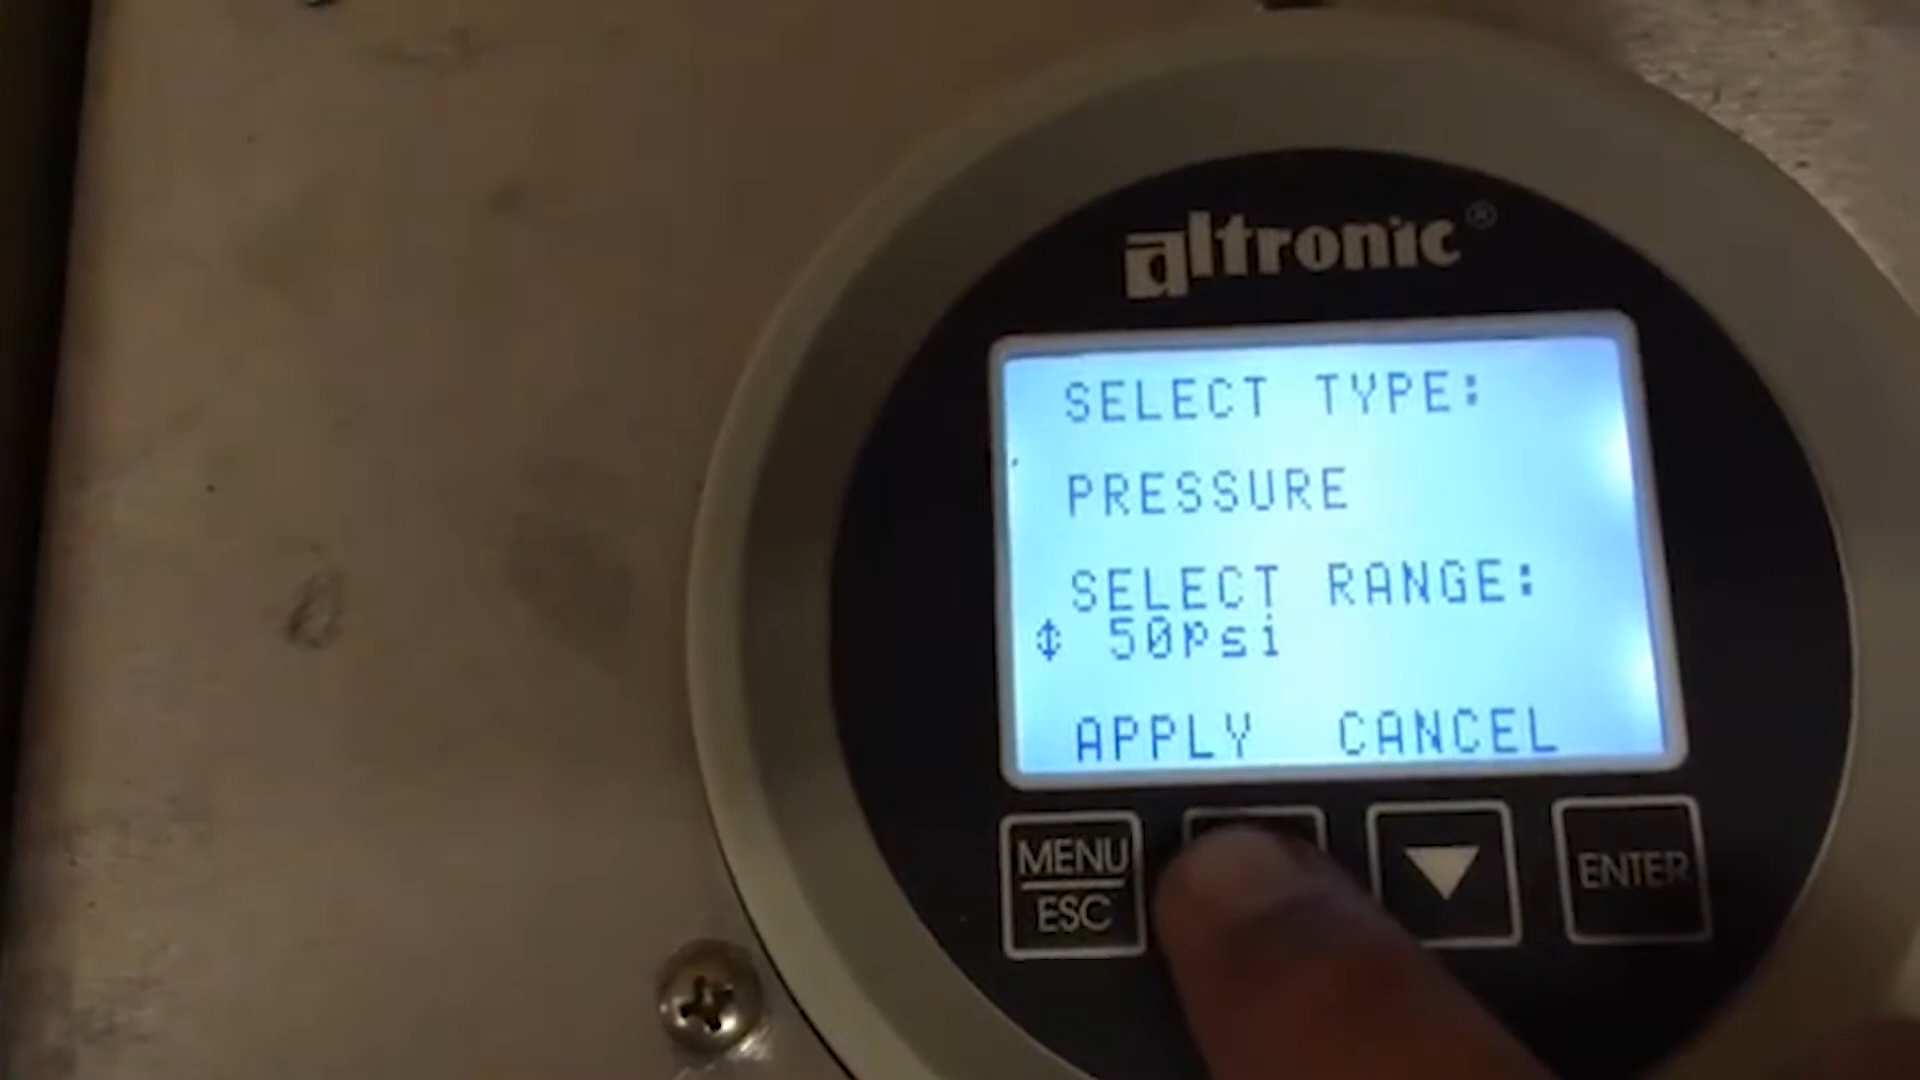 altronic®
SELECT TYPE:
PRESSURE
SELECT RANGE:
↕ 50psi
APPLY CANCEL
MENU
ESC
ENTER